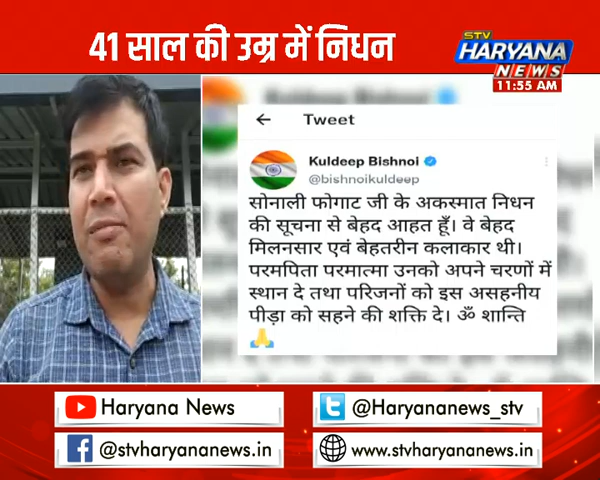 41 साल की उम्र में निधन
STV
HARYANA
NEWS
11:55 AM
Kuldeep Bishnoi
Tweet
Kuldeep Bishnoi
@bishnoikuldeep
सोनाली फोगाट जी के अकस्मात निधन
की सूचना से बेहद आहत हूँ। वे बेहद
मिलनसार एवं बेहतरीन कलाकार थी।
परमपिता परमात्मा उनको अपने चरणों में
स्थान दे तथा परिजनों को इस असहनीय
पीड़ा को सहने की शक्ति दे। ॐ शान्ति
🙏
Haryana News
@Haryananews_stv
@stvharyananews.in
www.stvharyananews.in